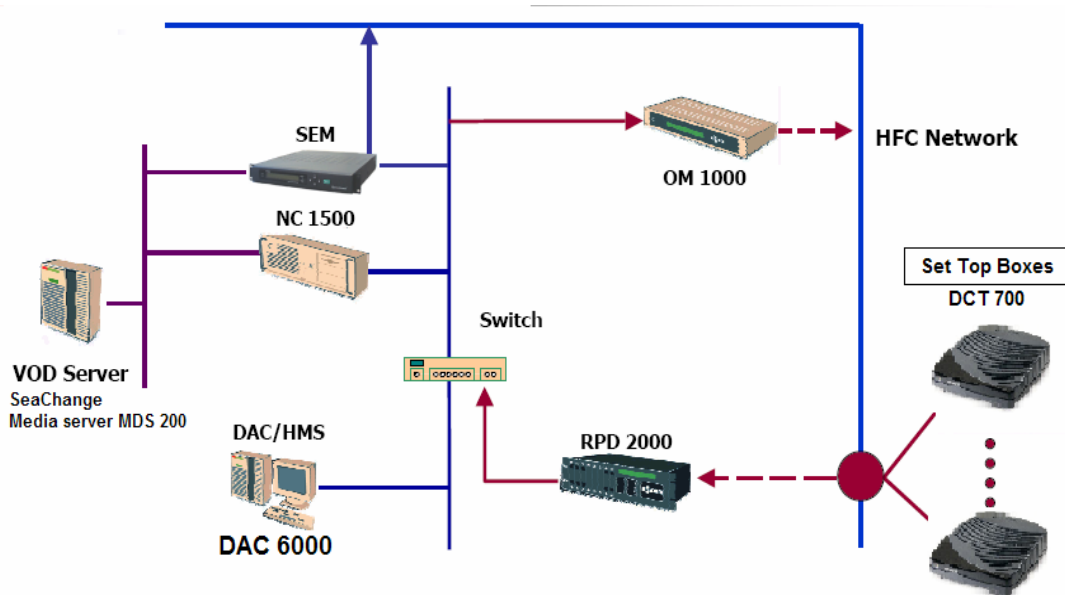 SEM
OM 1000
HFC Network
NC 1500
Set Top Boxes
DCT 700
Switch
VOD Server
SeaChange
Media server MDS 200
DAC/HMS
RPD 2000
DAC 6000